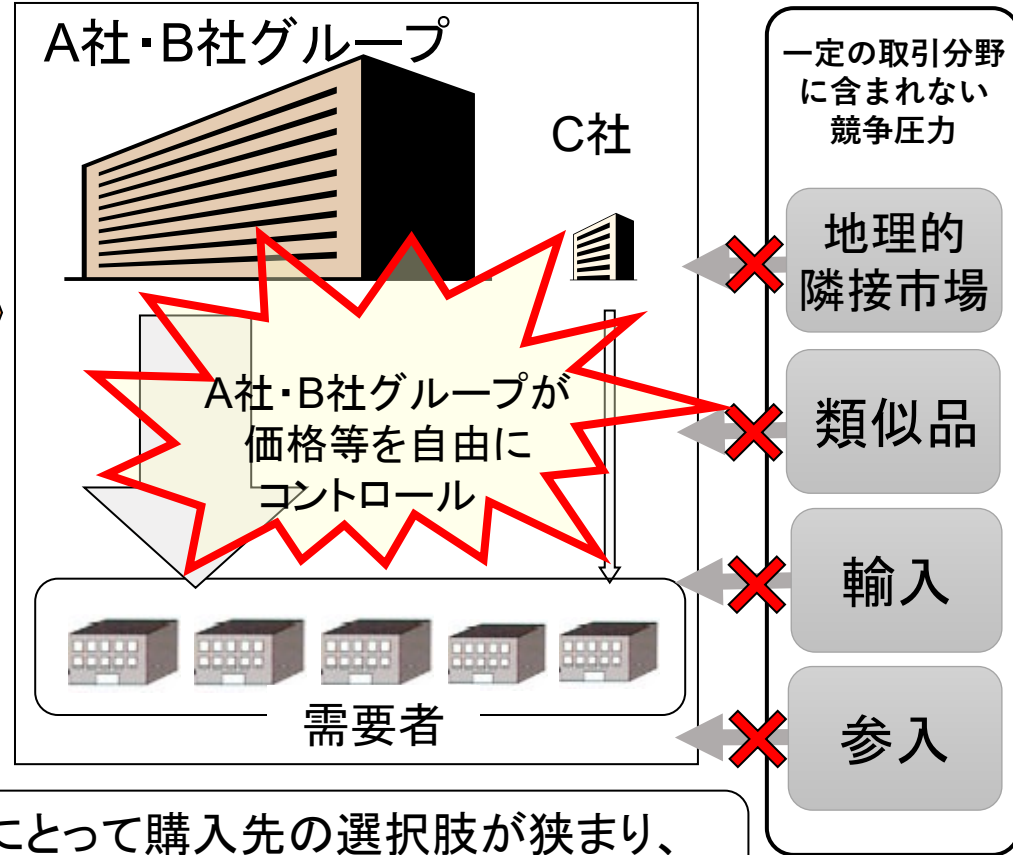 A社・B社グループ
C社
A社・B社グループが
価格等を自由に
コントロール
需要者
一定の取引分野
に含まれない
競争圧力
地理的
隣接市場
類似品
輸入
参入
にとって購入先の選択肢が狭まり、